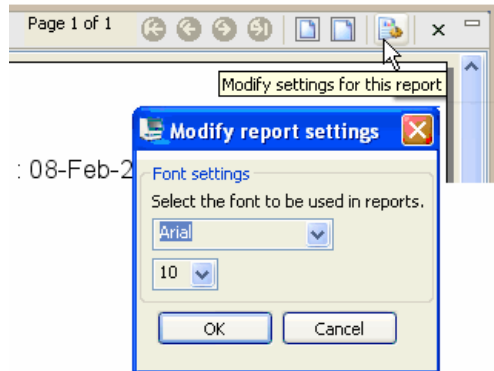 Page 1 of 1
Modify settings for this report
: 08-Feb-2
Modify report settings
Font settings
Select the font to be used in reports.
Arial
10
OK
Cancel